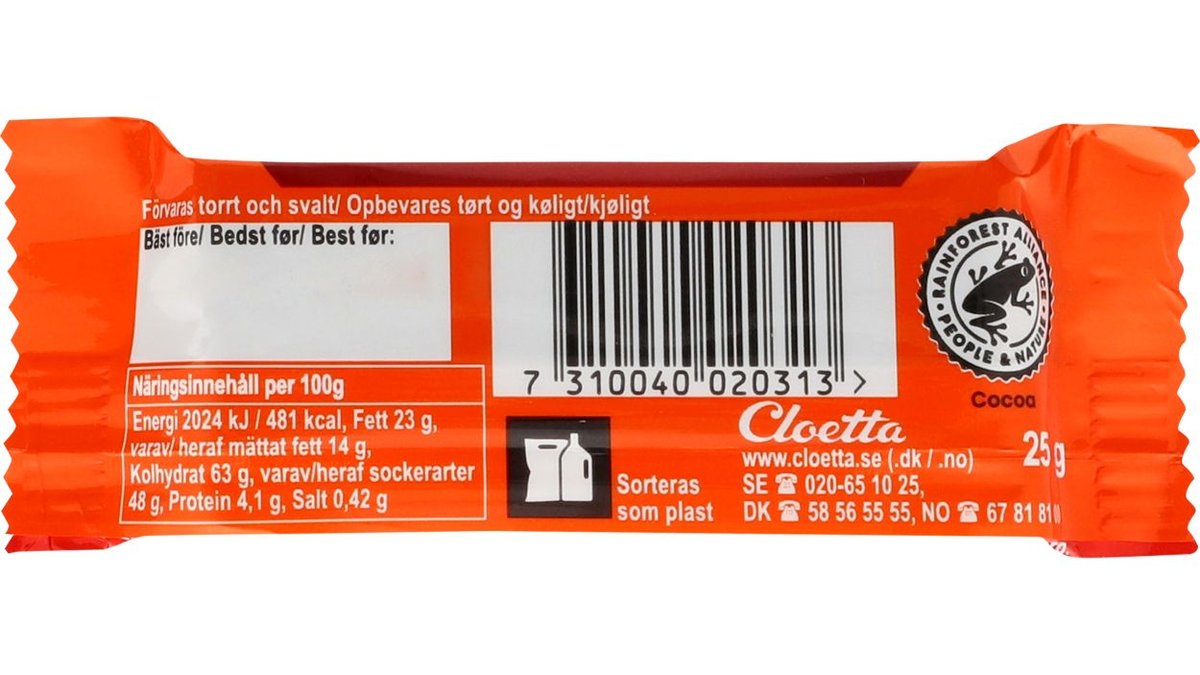 Förvaras torrt och svalt/ Opbevares tørt og køligt/kjøligt
Bäst före/ Bedst før/ Best før:
7 310040 020313 >
RAINFOREST ALLIANCE
PEOPLE & NATURE
Cocoa
Näringsinnehåll per 100g
Energi 2024 kJ / 481 kcal, Fett 23 g,
varav/ heraf mättat fett 14 g,
Kolhydrat 63 g, varav/heraf sockerarter
48 g, Protein 4,1 g, Salt 0,42 g
Sorteras
som plast
Cloetta
www.cloetta.se (.dk / .no)
25 g
SE ☎ 020-65 10 25,
DK ☎ 58 56 55 55, NO ☎ 67 81 81